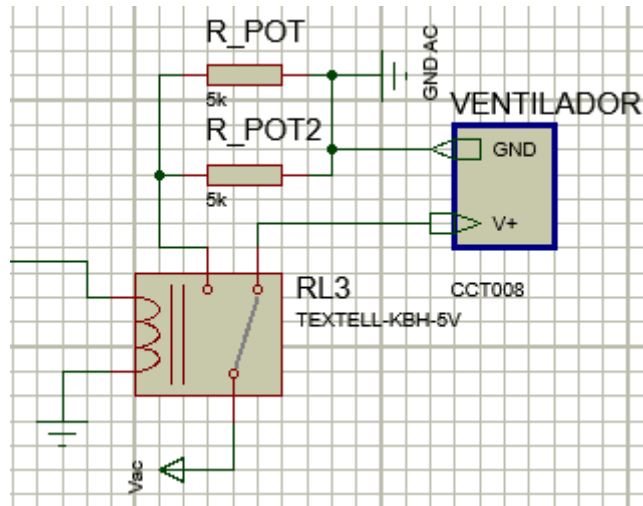 R_POT
5k
GND AC
VENTILADOR
R_POT2
5k
GND
V+
RL3
TEXTELL-KBH-5V
CCT008
Vac